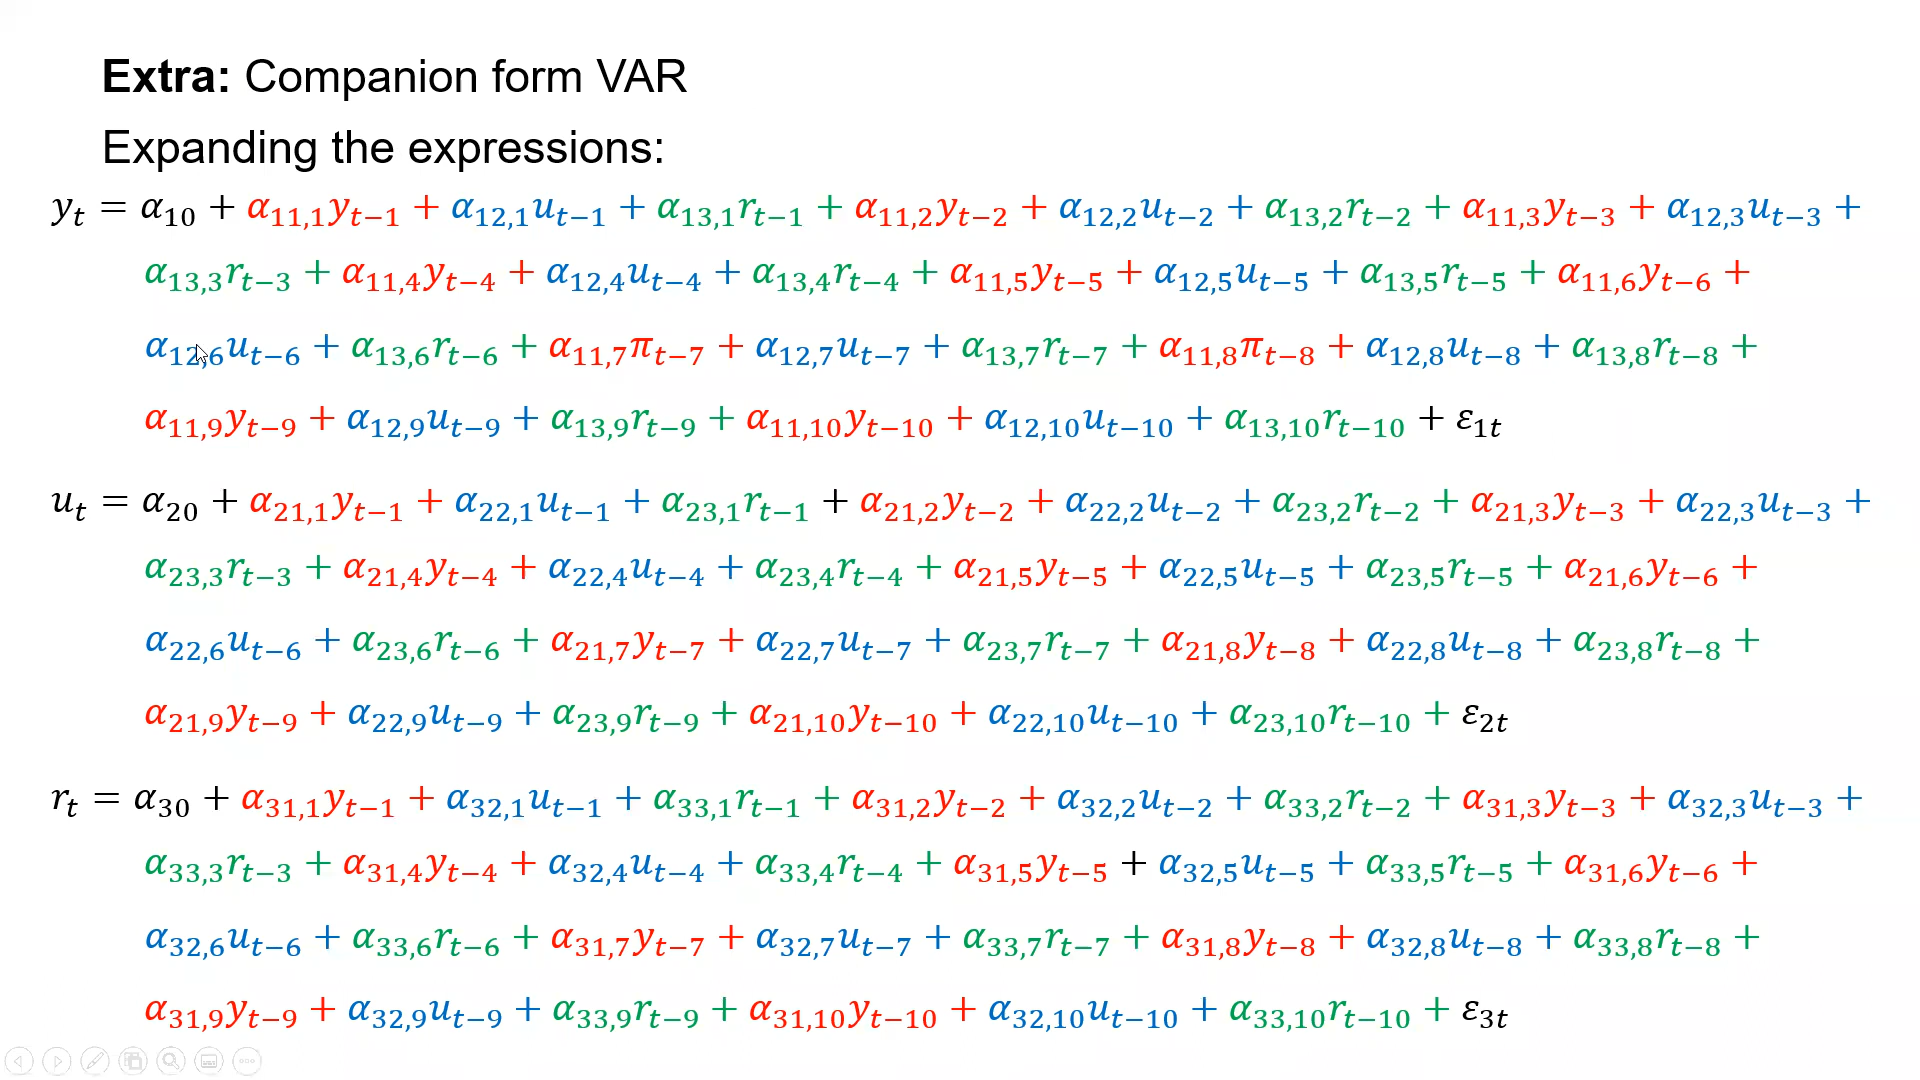 Extra: Companion form VAR
Expanding the expressions:
𝑦ₜ = α₁₀ + α₁₁,₁yₜ₋₁ + α₁₂,₁uₜ₋₁ + α₁₃,₁rₜ₋₁ + α₁₁,₂yₜ₋₂ + α₁₂,₂uₜ₋₂ + α₁₃,₂rₜ₋₂ + α₁₁,₃yₜ₋₃ + α₁₂,₃uₜ₋₃ +
α₁₃,₃rₜ₋₃ + α₁₁,₄yₜ₋₄ + α₁₂,₄uₜ₋₄ + α₁₃,₄rₜ₋₄ + α₁₁,₅yₜ₋₅ + α₁₂,₅uₜ₋₅ + α₁₃,₅rₜ₋₅ + α₁₁,₆yₜ₋₆ +
α₁₂,₆uₜ₋₆ + α₁₃,₆rₜ₋₆ + α₁₁,₇πₜ₋₇ + α₁₂,₇uₜ₋₇ + α₁₃,₇rₜ₋₇ + α₁₁,₈πₜ₋₈ + α₁₂,₈uₜ₋₈ + α₁₃,₈rₜ₋₈ +
α₁₁,₉yₜ₋₉ + α₁₂,₉uₜ₋₉ + α₁₃,₉rₜ₋₉ + α₁₁,₁₀yₜ₋₁₀ + α₁₂,₁₀uₜ₋₁₀ + α₁₃,₁₀rₜ₋₁₀ + ε₁ₜ
uₜ = α₂₀ + α₂₁,₁yₜ₋₁ + α₂₂,₁uₜ₋₁ + α₂₃,₁rₜ₋₁ + α₂₁,₂yₜ₋₂ + α₂₂,₂uₜ₋₂ + α₂₃,₂rₜ₋₂ + α₂₁,₃yₜ₋₃ + α₂₂,₃uₜ₋₃ +
α₂₃,₃rₜ₋₃ + α₂₁,₄yₜ₋₄ + α₂₂,₄uₜ₋₄ + α₂₃,₄rₜ₋₄ + α₂₁,₅yₜ₋₅ + α₂₂,₅uₜ₋₅ + α₂₃,₅rₜ₋₅ + α₂₁,₆yₜ₋₆ +
α₂₂,₆uₜ₋₆ + α₂₃,₆rₜ₋₆ + α₂₁,₇yₜ₋₇ + α₂₂,₇uₜ₋₇ + α₂₃,₇rₜ₋₇ + α₂₁,₈yₜ₋₈ + α₂₂,₈uₜ₋₈ + α₂₃,₈rₜ₋₈ +
α₂₁,₉yₜ₋₉ + α₂₂,₉uₜ₋₉ + α₂₃,₉rₜ₋₉ + α₂₁,₁₀yₜ₋₁₀ + α₂₂,₁₀uₜ₋₁₀ + α₂₃,₁₀rₜ₋₁₀ + ε₂ₜ
rₜ = α₃₀ + α₃₁,₁yₜ₋₁ + α₃₂,₁uₜ₋₁ + α₃₃,₁rₜ₋₁ + α₃₁,₂yₜ₋₂ + α₃₂,₂uₜ₋₂ + α₃₃,₂rₜ₋₂ + α₃₁,₃yₜ₋₃ + α₃₂,₃uₜ₋₃ +
α₃₃,₃rₜ₋₃ + α₃₁,₄yₜ₋₄ + α₃₂,₄uₜ₋₄ + α₃₃,₄rₜ₋₄ + α₃₁,₅yₜ₋₅ + α₃₂,₅uₜ₋₅ + α₃₃,₅rₜ₋₅ + α₃₁,₆yₜ₋₆ +
α₃₂,₆uₜ₋₆ + α₃₃,₆rₜ₋₆ + α₃₁,₇yₜ₋₇ + α₃₂,₇uₜ₋₇ + α₃₃,₇rₜ₋₇ + α₃₁,₈yₜ₋₈ + α₃₂,₈uₜ₋₈ + α₃₃,₈rₜ₋₈ +
α₃₁,₉yₜ₋₉ + α₃₂,₉uₜ₋₉ + α₃₃,₉rₜ₋₉ + α₃₁,₁₀yₜ₋₁₀ + α₃₂,₁₀uₜ₋₁₀ + α₃₃,₁₀rₜ₋₁₀ + ε₃ₜ